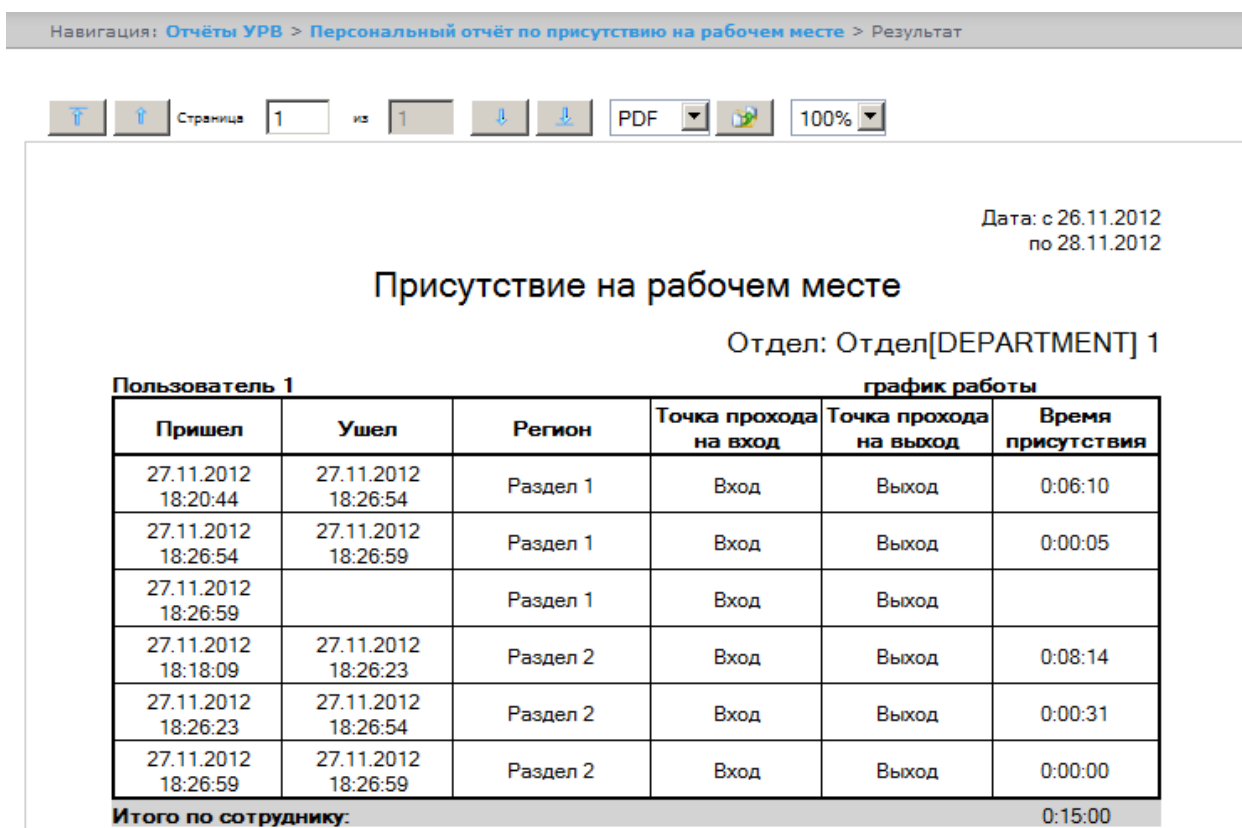 Навигация: Отчёты УРВ > Персональный отчёт по присутствию на рабочем месте > Результат
Страница 1 из 1 PDF 100%
Дата: с 26.11.2012
по 28.11.2012
Присутствие на рабочем месте
Отдел: Отдел[DEPARTMENT] 1
Пользователь 1 график работы
Пришел Ушел Регион Точка прохода на вход Точка прохода на выход Время присутствия
27.11.2012 18:20:44 27.11.2012 18:26:54 Раздел 1 Вход Выход 0:06:10
27.11.2012 18:26:54 27.11.2012 18:26:59 Раздел 1 Вход Выход 0:00:05
27.11.2012 18:26:59 Раздел 1 Вход Выход
27.11.2012 18:18:09 27.11.2012 18:26:23 Раздел 2 Вход Выход 0:08:14
27.11.2012 18:26:23 27.11.2012 18:26:54 Раздел 2 Вход Выход 0:00:31
27.11.2012 18:26:59 27.11.2012 18:26:59 Раздел 2 Вход Выход 0:00:00
Итого по сотруднику: 0:15:00